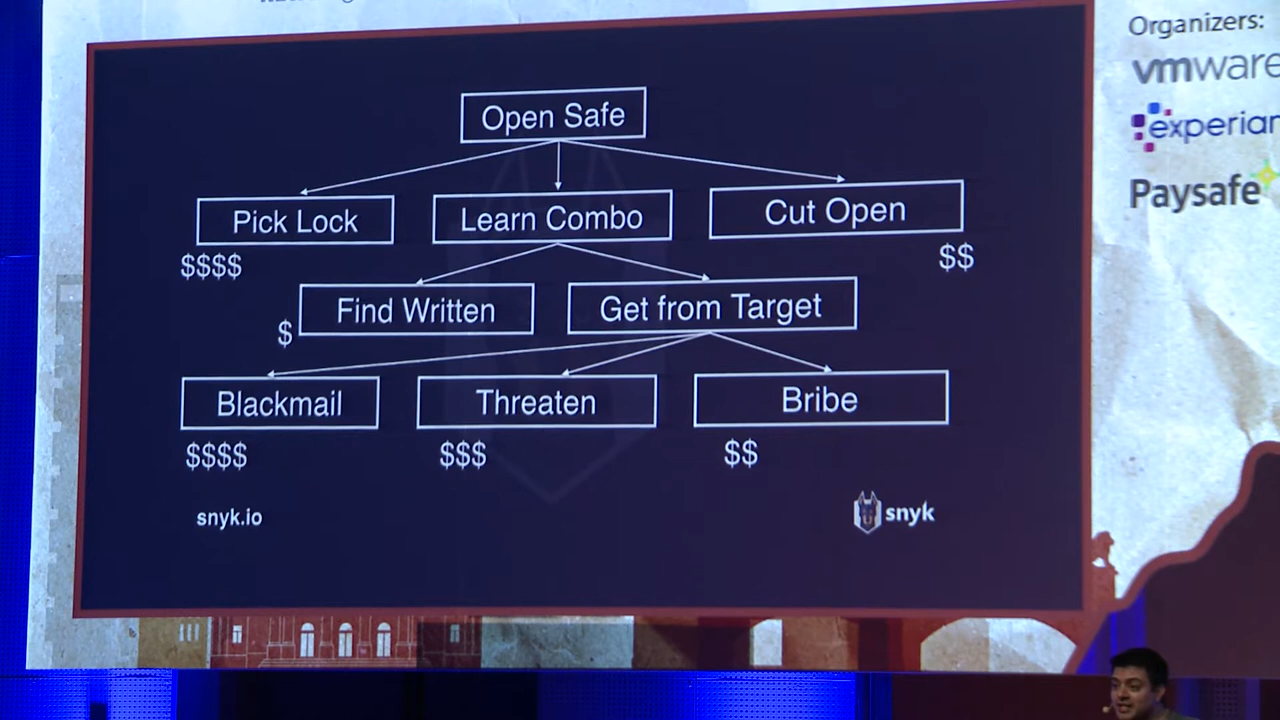 Organizers:
vmware
experian
Paysafe
Open Safe
Pick Lock
Learn Combo
Cut Open
$$$$
$$
Find Written
Get from Target
$
Blackmail
Threaten
Bribe
$$$$
$$$
$$
snyk.io
snyk